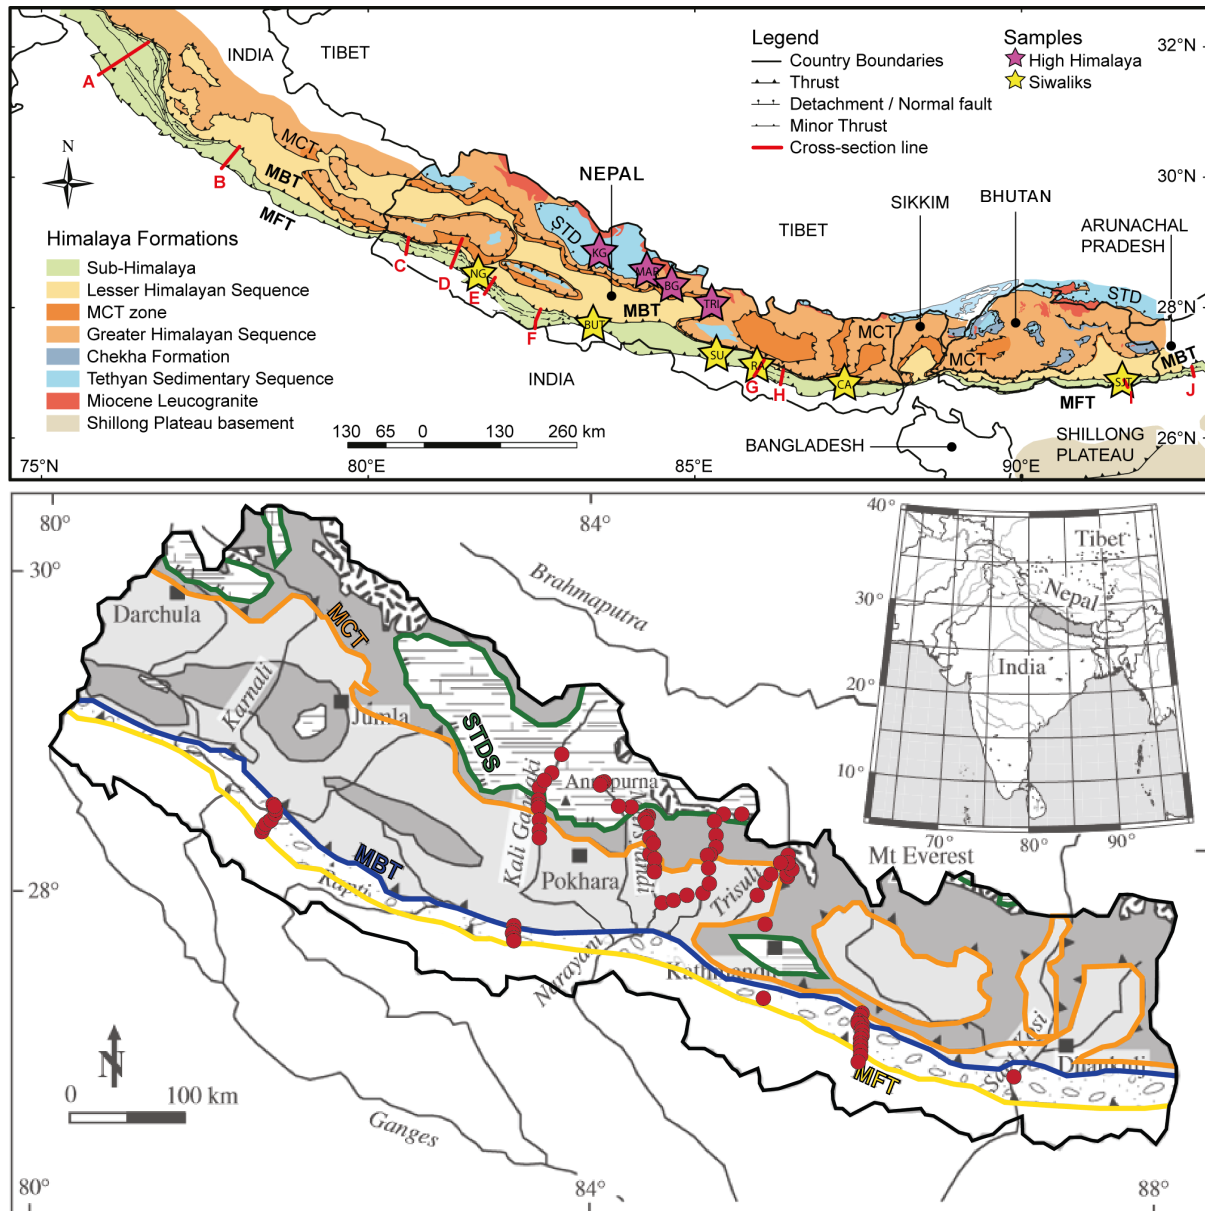 INDIA
TIBET
Legend
Country Boundaries
Thrust
Detachment / Normal fault
Minor Thrust
Cross-section line
Samples
High Himalaya
Siwaliks
32°N
30°N
28°N
26°N
A
B
C
D
E
F
G
H
J
N
MCT
MBT
MFT
NEPAL
STD
KG
MAR
BG
TRI
NG
BUT
SU
CA
MBT
TIBET
SIKKIM
BHUTAN
ARUNACHAL
PRADESH
STD
MCT
MCT
MBT
MFT
INDIA
BANGLADESH
SHILLONG
PLATEAU
Himalaya Formations
Sub-Himalaya
Lesser Himalayan Sequence
MCT zone
Greater Himalayan Sequence
Chekha Formation
Tethyan Sedimentary Sequence
Miocene Leucogranite
Shillong Plateau basement
130 65 0 130 260 km
75°N
80°E
85°E
90°E
80°
84°
30°
28°
Darchula
MCT
Karnali
Jumla
STDS
Brahmaputra
Annapurna
Kali Gandaki
Marsyandi
Pokhara
Trisuli
MBT
Rapti
Narayani
Kathmandu
Mt Everest
Sapt Kosi
Dhankuta
MFT
N
0 100 km
Ganges
80°
84°
88°
40°
30°
20°
10°
70°
80°
90°
Tibet
Nepal
India